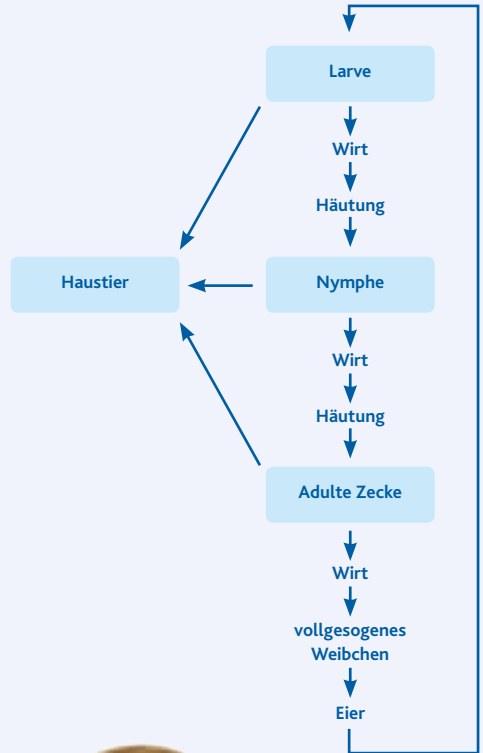 Larve
Wirt
Häutung
Haustier
Nymphe
Wirt
Häutung
Adulte Zecke
Wirt
vollgesogenes
Weibchen
Eier